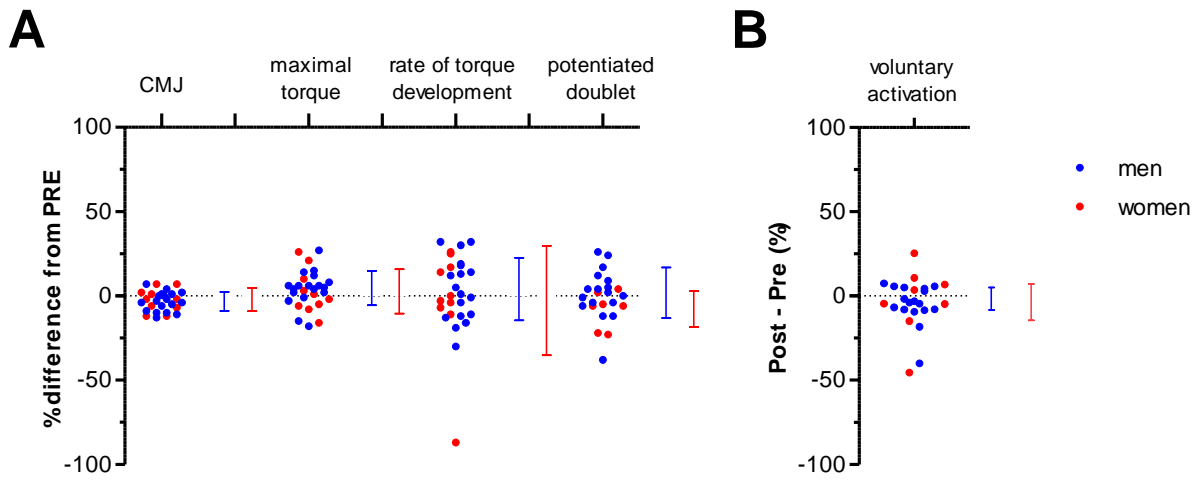 A
B
CMJ
maximal
torque
rate of torque
development
potentiated
doublet
voluntary
activation
%difference from PRE
100
50
0
-50
-100
Post - Pre (%)
100
50
0
-50
-100
men
women